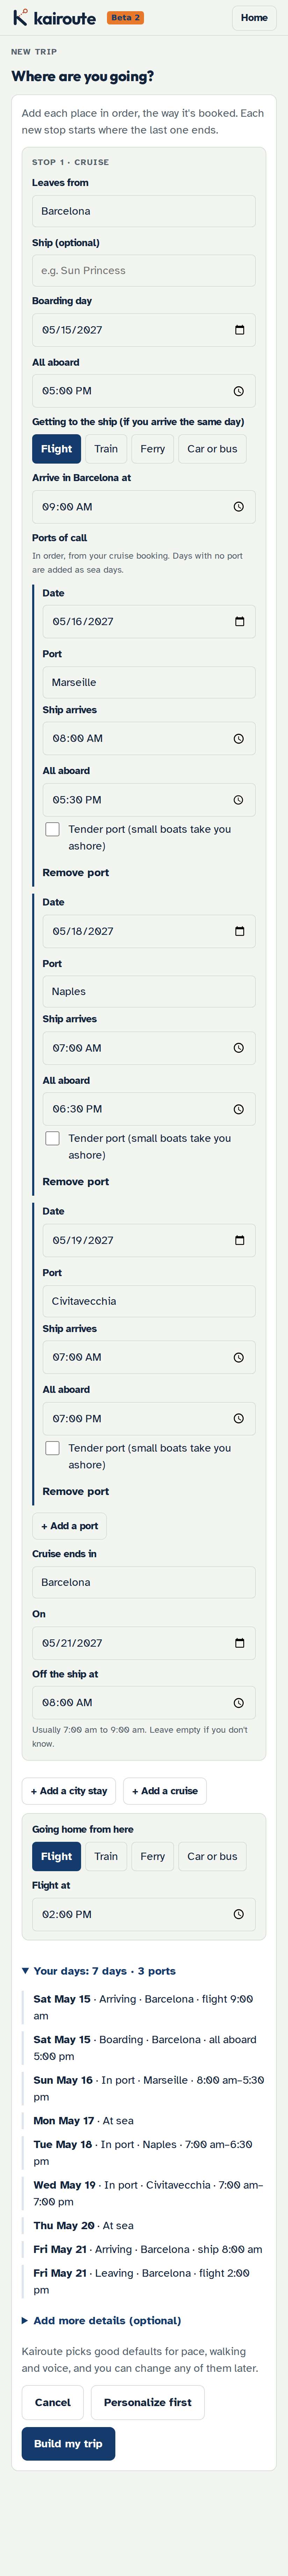 kairoute Beta 2 Home
NEW TRIP
Where are you going?
Add each place in order, the way it's booked. Each
new stop starts where the last one ends.
STOP 1 · CRUISE
Leaves from
Barcelona
Ship (optional)
e.g. Sun Princess
Boarding day
05/15/2027
All aboard
05:00 PM
Getting to the ship (if you arrive the same day)
Flight Train Ferry Car or bus
Arrive in Barcelona at
09:00 AM
Ports of call
In order, from your cruise booking. Days with no port
are added as sea days.
Date
05/16/2027
Port
Marseille
Ship arrives
08:00 AM
All aboard
05:30 PM
Tender port (small boats take you
ashore)
Remove port
Date
05/18/2027
Port
Naples
Ship arrives
07:00 AM
All aboard
06:30 PM
Tender port (small boats take you
ashore)
Remove port
Date
05/19/2027
Port
Civitavecchia
Ship arrives
07:00 AM
All aboard
07:00 PM
Tender port (small boats take you
ashore)
Remove port
+ Add a port
Cruise ends in
Barcelona
On
05/21/2027
Off the ship at
08:00 AM
Usually 7:00 am to 9:00 am. Leave empty if you don't
know.
+ Add a city stay + Add a cruise
Going home from here
Flight Train Ferry Car or bus
Flight at
02:00 PM
Your days: 7 days · 3 ports
Sat May 15 · Arriving · Barcelona · flight 9:00
am
Sat May 15 · Boarding · Barcelona · all aboard
5:00 pm
Sun May 16 · In port · Marseille · 8:00 am–5:30
pm
Mon May 17 · At sea
Tue May 18 · In port · Naples · 7:00 am–6:30
pm
Wed May 19 · In port · Civitavecchia · 7:00 am–
7:00 pm
Thu May 20 · At sea
Fri May 21 · Arriving · Barcelona · ship 8:00 am
Fri May 21 · Leaving · Barcelona · flight 2:00
pm
Add more details (optional)
Kairoute picks good defaults for pace, walking
and voice, and you can change any of them later.
Cancel Personalize first
Build my trip